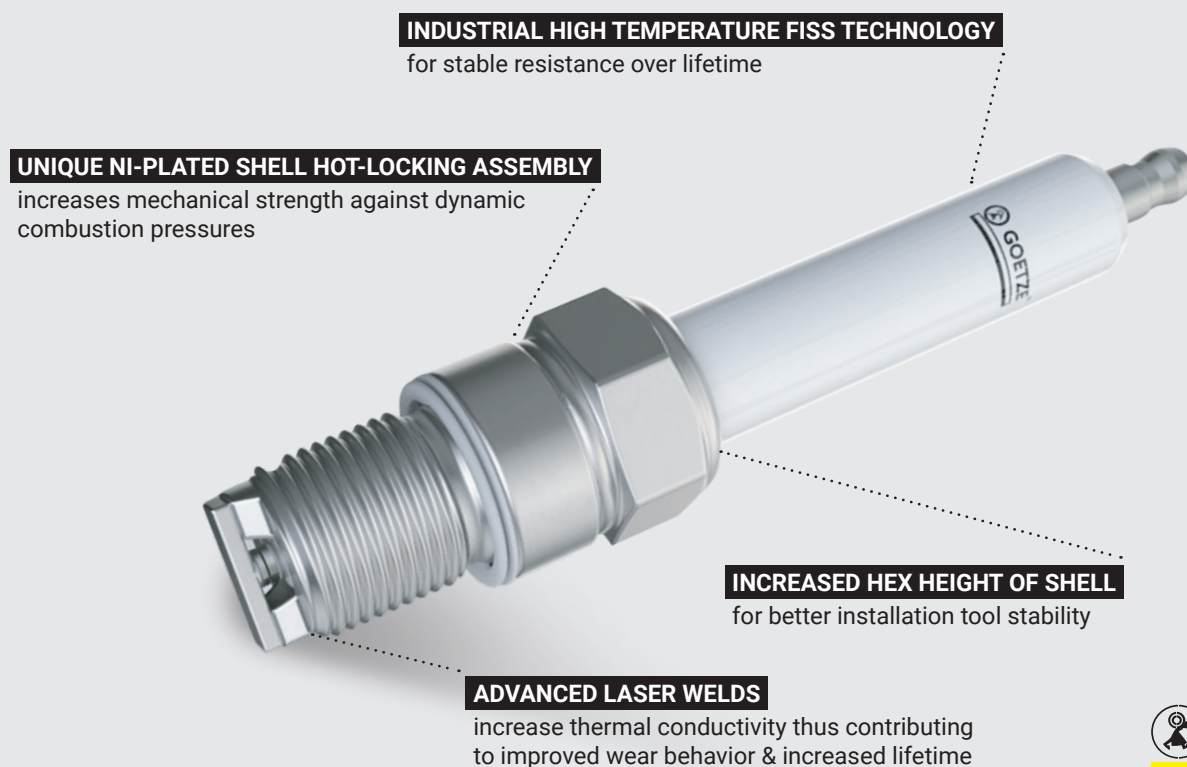 INDUSTRIAL HIGH TEMPERATURE FISS TECHNOLOGY
for stable resistance over lifetime
UNIQUE NI-PLATED SHELL HOT-LOCKING ASSEMBLY
increases mechanical strength against dynamic
combustion pressures
GOETZE
INCREASED HEX HEIGHT OF SHELL
for better installation tool stability
ADVANCED LASER WELDS
increase thermal conductivity thus contributing
to improved wear behavior & increased lifetime